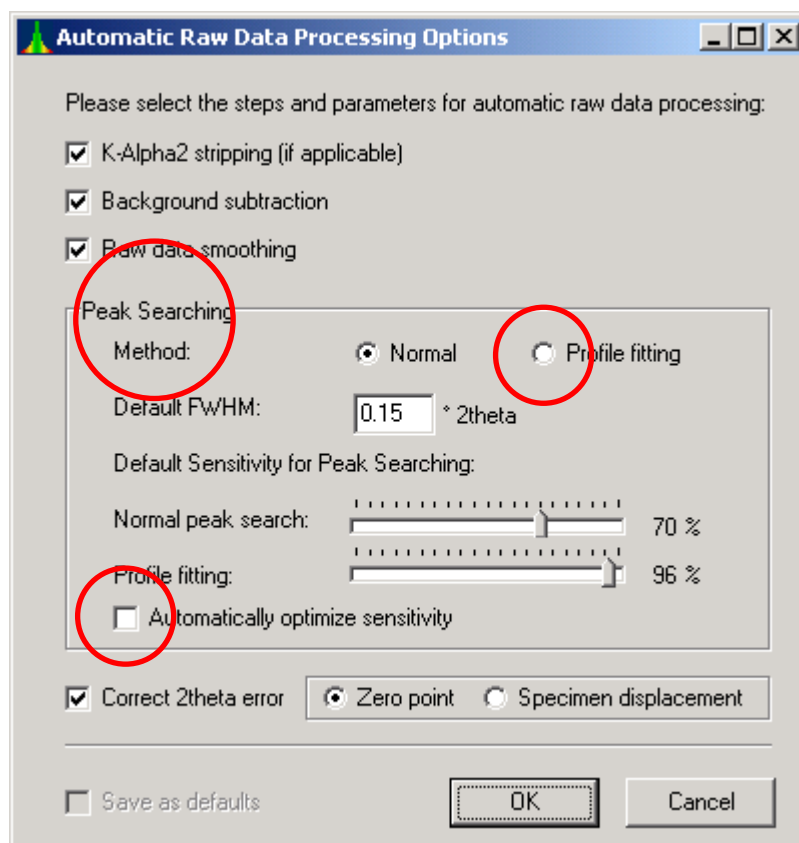 Automatic Raw Data Processing Options
Please select the steps and parameters for automatic raw data processing:
K-Alpha2 stripping (if applicable)
Background subtraction
Raw data smoothing
Peak Searching
Method: Normal Profile fitting
Default FWHM: 0.15 ° 2theta
Default Sensitivity for Peak Searching:
Normal peak search: 70 %
Profile fitting: 96 %
Automatically optimize sensitivity
Correct 2theta error Zero point Specimen displacement
Save as defaults OK Cancel